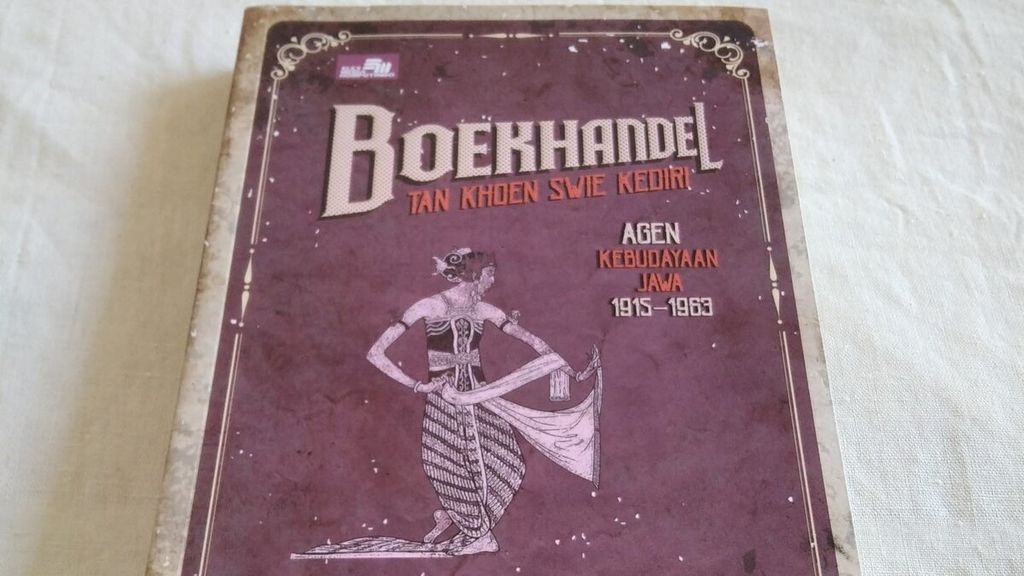 BOEKHANDEL
TAN KHOEN SWIE KEDIRI
AGEN
KEBUDAYAAN
JAWA
1915–1963